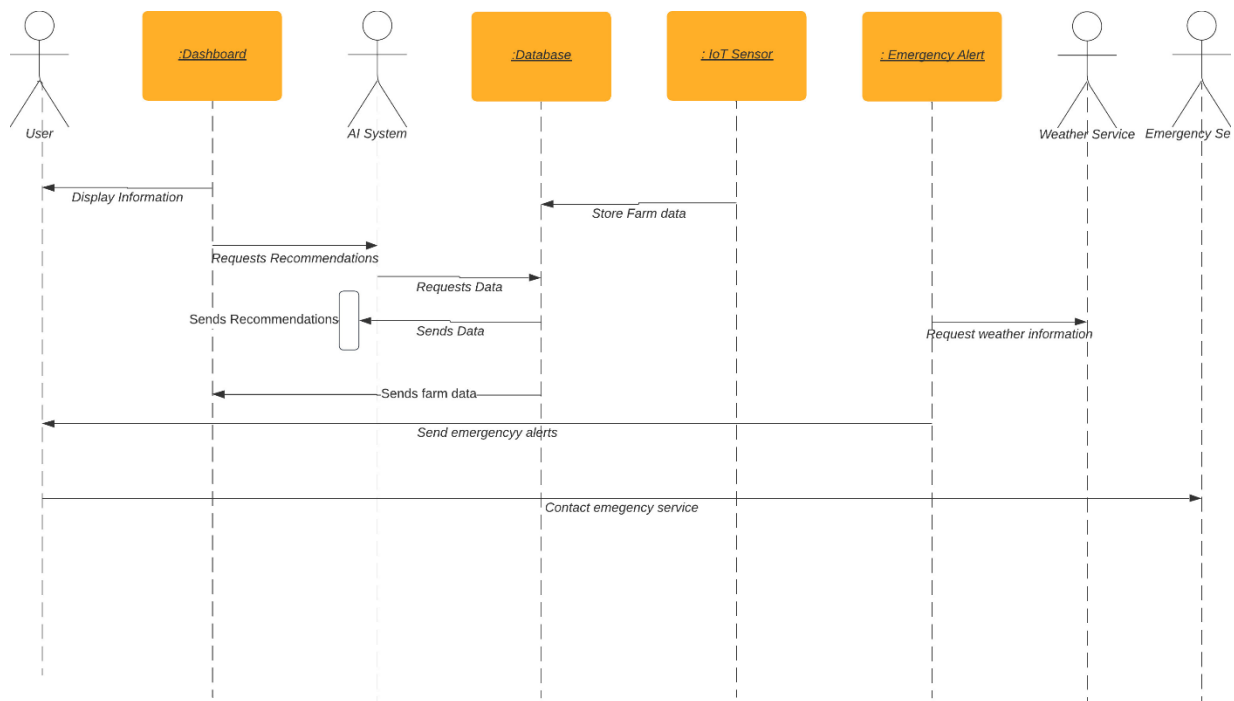 :Dashboard
:Database
: IoT Sensor
: Emergency Alert
User
AI System
Weather Service
Emergency Se
Display Information
Store Farm data
Requests Recommendations
Requests Data
Sends Recommendations
Sends Data
Request weather information
Sends farm data
Send emergencyy alerts
Contact emegency service